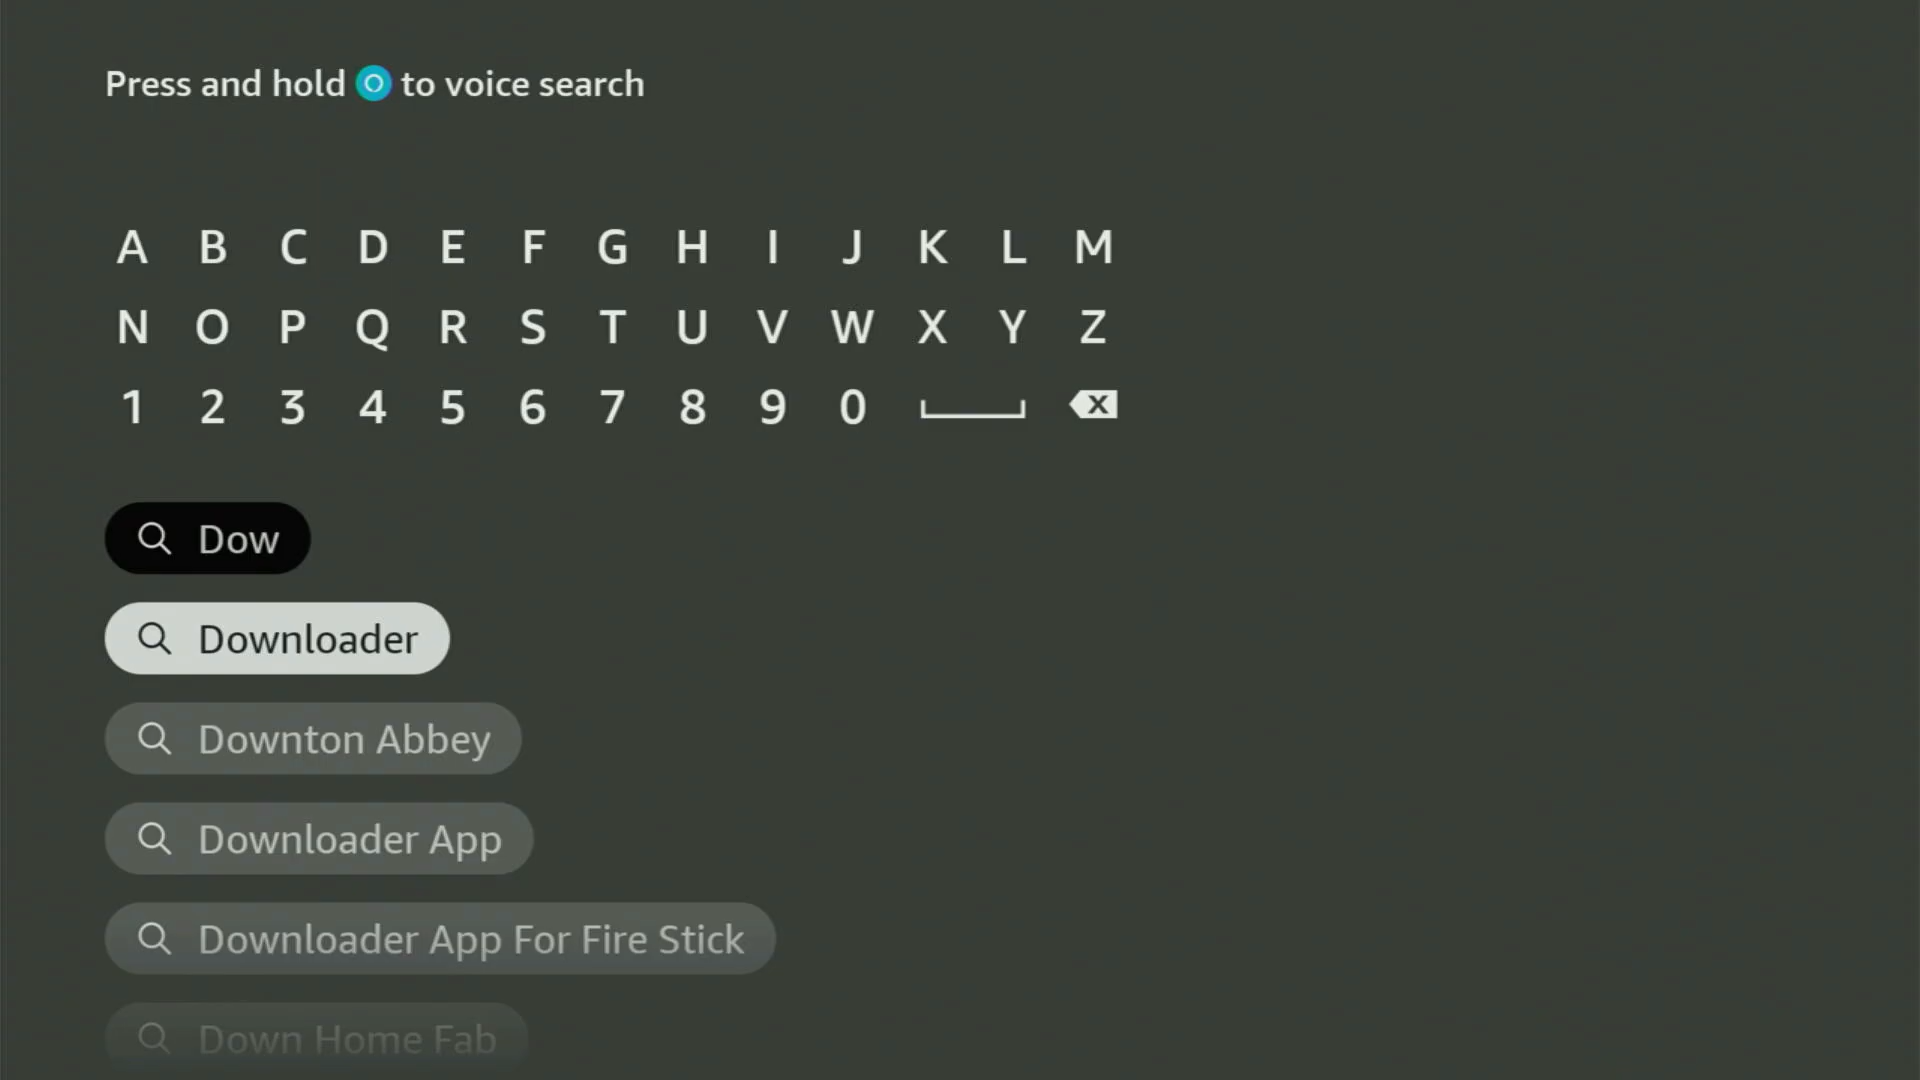 Press and hold to voice search
A B C D E F G H I J K L M
N O P Q R S T U V W X Y Z
1 2 3 4 5 6 7 8 9 0
Dow
Downloader
Downton Abbey
Downloader App
Downloader App For Fire Stick
Down Home Fab